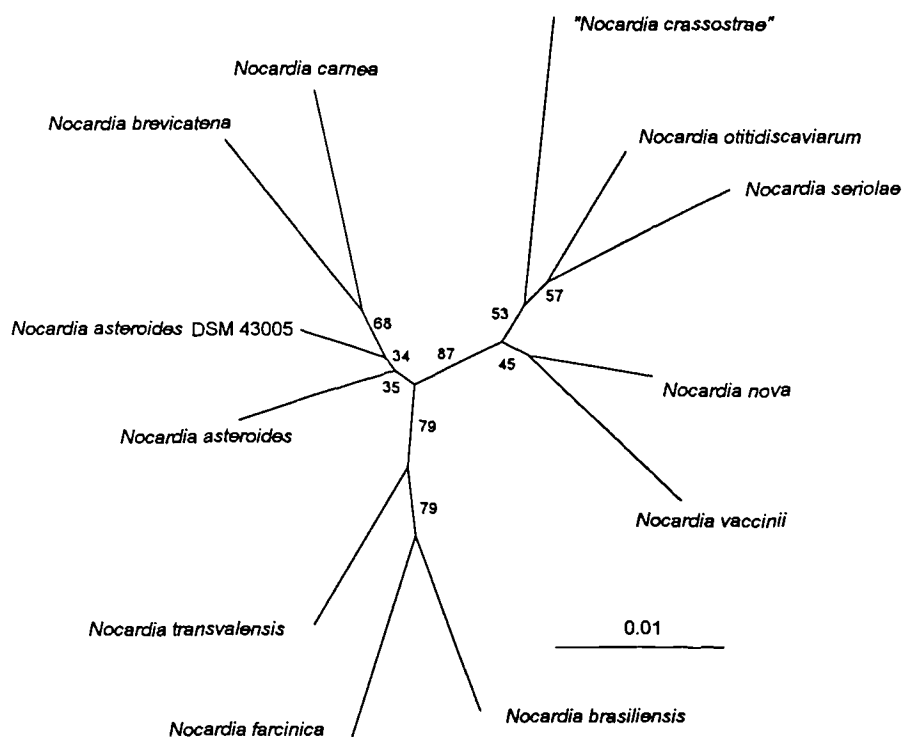 "Nocardia crassostrae"
Nocardia carnea
Nocardia brevicatena
Nocardia otitidiscaviarum
Nocardia seriolae
53
57
68
Nocardia asteroides DSM 43005
34
87
45
35
Nocardia nova
79
Nocardia asteroides
79
Nocardia vaccinii
Nocardia transvalensis
0.01
Nocardia farcinica
Nocardia brasiliensis